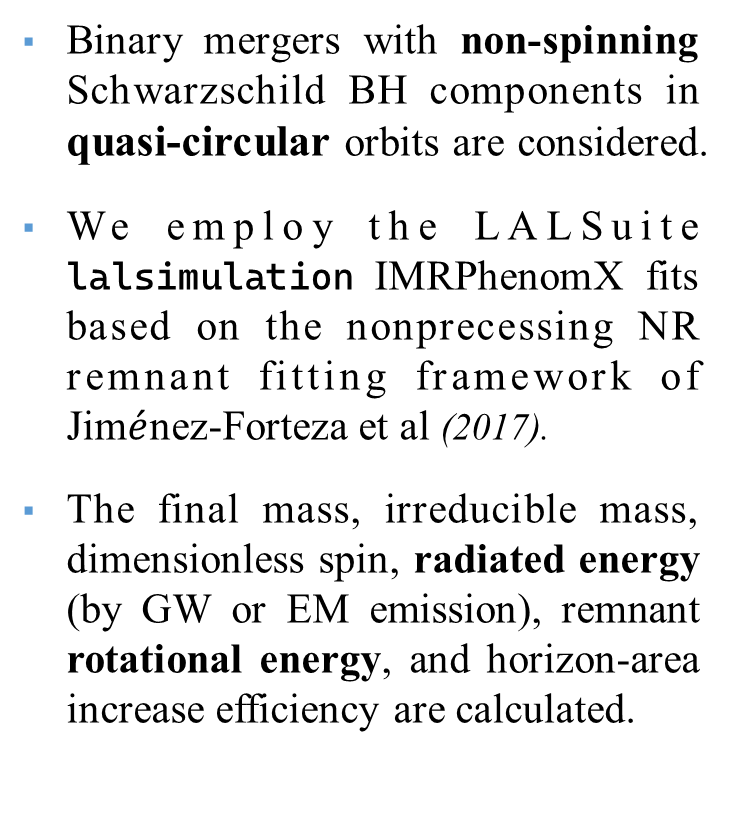 ▪ Binary mergers with non-spinning
Schwarzschild BH components in
quasi-circular orbits are considered.
▪ We employ the LALSuite
lalsimulation IMRPhenomX fits
based on the nonprecessing NR
remnant fitting framework of
Jiménez-Forteza et al (2017).
▪ The final mass, irreducible mass,
dimensionless spin, radiated energy
(by GW or EM emission), remnant
rotational energy, and horizon-area
increase efficiency are calculated.